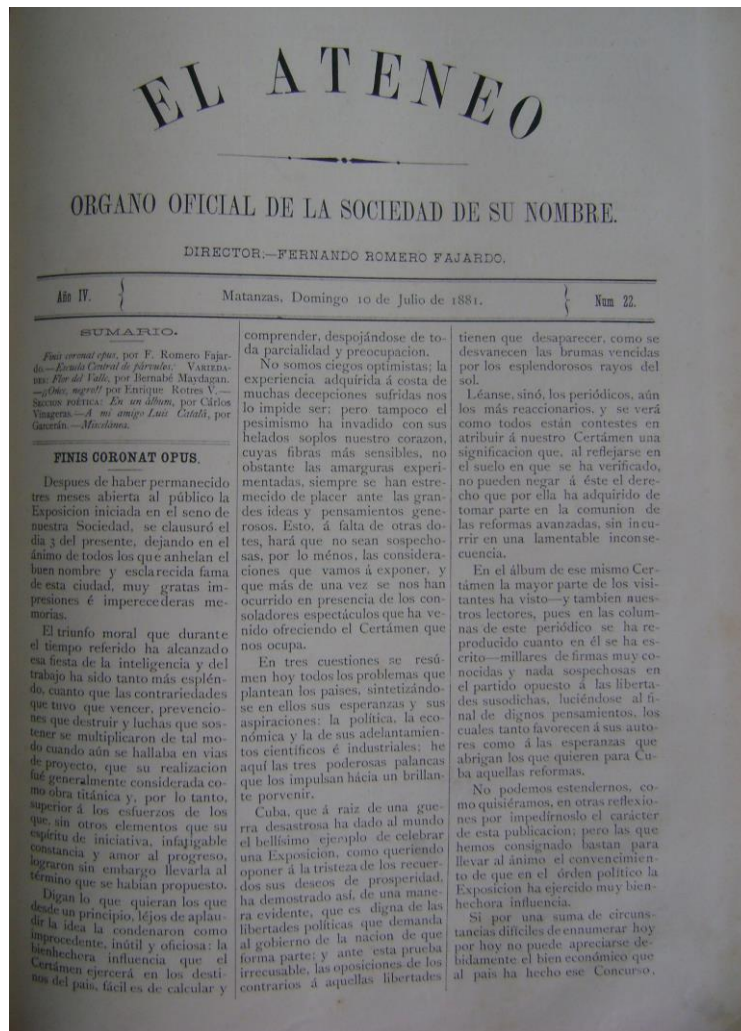 EL ATENEO
ORGANO OFICIAL DE LA SOCIEDAD DE SU NOMBRE.
DIRECTOR:—FERNANDO ROMERO FAJARDO.
Año IV.
Matanzas, Domingo 10 de Julio de 1881.
Num 22.
SUMARIO.
Finis coronat opus, por F. Romero Fajar-
do.—Escuela Central de párvulos.—VARIEDA-
DES: Flor del Valle, por Bernabé Maydagan.
—¡¡Once, negro!! por Enrique Rotres V.—
SECCION POÉTICA: En un álbum, por Cárlos
Vinageras.—A mi amigo Luis Catalá, por
Garcerán.—Miscelánea.
FINIS CORONAT OPUS.
Despues de haber permanecido
tres meses abierta al público la
Exposicion iniciada en el seno de
nuestra Sociedad, se clausuró el
dia 3 del presente, dejando en el
ánimo de todos los que anhelan el
buen nombre y esclarecida fama
de esta ciudad, muy gratas im-
presiones é imperecederas me-
morias.
El triunfo moral que durante
el tiempo referido ha alcanzado
esa fiesta de la inteligencia y del
trabajo ha sido tanto más esplén-
do, cuanto que las contrariedades
que tuvo que vencer, prevencio-
nes que destruir y luchas que sos-
tener se multiplicaron de tal mo-
do cuando aún se hallaba en vias
de proyecto, que su realizacion
fué generalmente considerada co-
mo obra titánica y, por lo tanto,
superior á los esfuerzos de los
que, sin otros elementos que su
espíritu de iniciativa, infatigable
constancia y amor al progreso,
lograron sin embargo llevarla al
término que se habian propuesto.
Digan lo que quieran los que
desde un principio, léjos de aplau-
dir la idea la condenaron como
improcedente, inútil y oficiosa: la
bienhechera influencia que el
Certámen ejercerá en los desti-
nos del pais, fácil es de calcular y
comprender, despojándose de to-
da parcialidad y preocupacion.
No somos ciegos optimistas; la
experiencia adquirida á costa de
muchas decepciones sufridas nos
lo impide ser; pero tampoco el
pesimismo ha invadido con sus
helados soplos nuestro corazon,
cuyas fibras más sensibles, no
obstante las amarguras experi-
mentadas, siempre se han estre-
mecido de placer ante las gran-
des ideas y pensamientos gene-
rosos. Esto, á falta de otras do-
tes, hará que no sean sospecho-
sas, por lo ménos, las considera-
ciones que vamos á exponer, y
que más de una vez se nos han
ocurrido en presencia de los con-
soladores espectáculos que ha ve-
nido ofreciendo el Certámen que
nos ocupa.
En tres cuestiones se resú-
men hoy todos los problemas que
plantean los paises, sintetizándo-
se en ellos sus esperanzas y sus
aspiraciones: la política, la eco-
nómica y la de sus adelantamien-
tos científicos é industriales: he
aquí las tres poderosas palancas
que los impulsan hácia un brillan-
te porvenir.
Cuba, que á raiz de una gue-
rra desastrosa ha dado al mundo
el bellísimo ejemplo de celebrar
una Exposicion, como queriendo
oponer á la tristeza de los recuer-
dos sus deseos de prosperidad,
ha demostrado así, de una mane-
ra evidente, que es digna de las
libertades políticas que demanda
al gobierno de la nacion de que
forma parte; y ante esta prueba
irrecusable, las oposiciones de los
contrarios á aquellas libertades
tienen que desaparecer, como se
desvanecen las brumas vencidas
por los esplendorosos rayos del
sol.
Léanse, sinó, los periódicos, aún
los más reaccionarios, y se verá
como todos están contestes en
atribuir á nuestro Certámen una
significacion que, al reflejarse en
el suelo en que se ha verificado,
no pueden negar á éste el dere-
cho que por ella ha adquirido de
tomar parte en la comunion de
las reformas avanzadas, sin incu-
rrir en una lamentable inconse-
cuencia.
En el álbum de ese mismo Cer-
támen la mayor parte de los visi-
tantes ha visto—y tambien nues-
tros lectores, pues en las colum-
nas de este periódico se ha re-
producido cuanto en él se ha es-
crito—millares de firmas muy co-
nocidas y nada sospechosas en
el partido opuesto á las liberta-
des susodichas, luciéndose al fi-
nal de dignos pensamientos, los
cuales tanto favorecen á sus auto-
res como á las esperanzas que
abrigan los que quieren para Cu-
ba aquellas reformas.
No podemos estendernos, co-
mo quisiéramos, en otras reflexio-
nes por impedírnoslo el carácter
de esta publicacion; pero las que
hemos consignado bastan para
llevar al ánimo el convencimien-
to de que en el órden político la
Exposicion ha ejercido muy bien-
hechora influencia.
Si por una suma de circuns-
tancias difíciles de ennumerar hoy
por hoy no puede apreciarse de-
bidamente el bien económico que
al pais ha hecho ese Concurso,